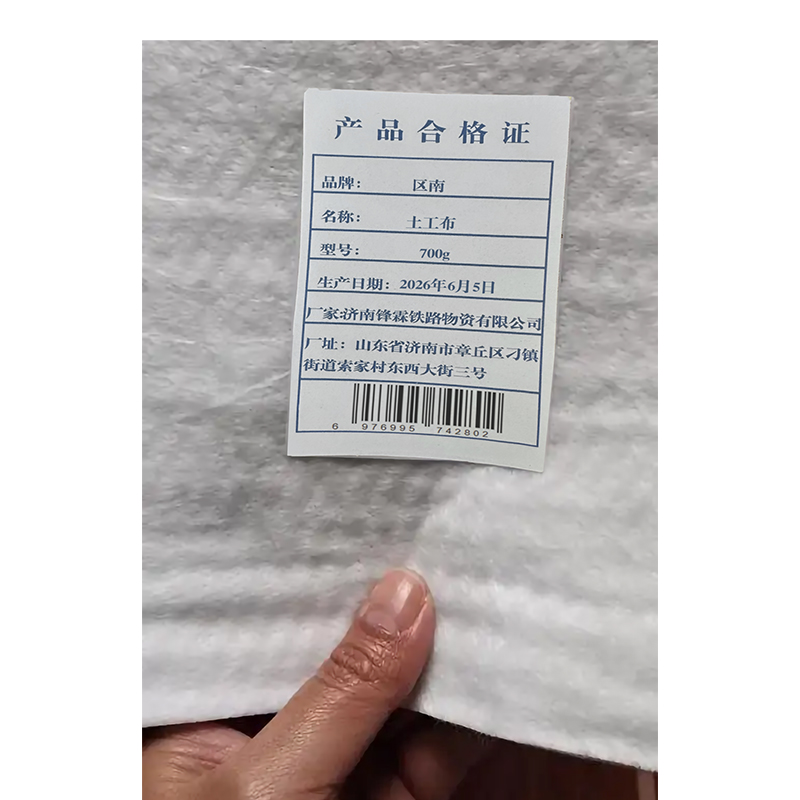 产品合格证
品牌： 区南
名称： 土工布
型号： 700g
生产日期：2026年6月5日
厂家:济南锋霖铁路物资有限公司
厂址：山东省济南市章丘区刁镇
街道索家村东西大街三号
6 976995 742802